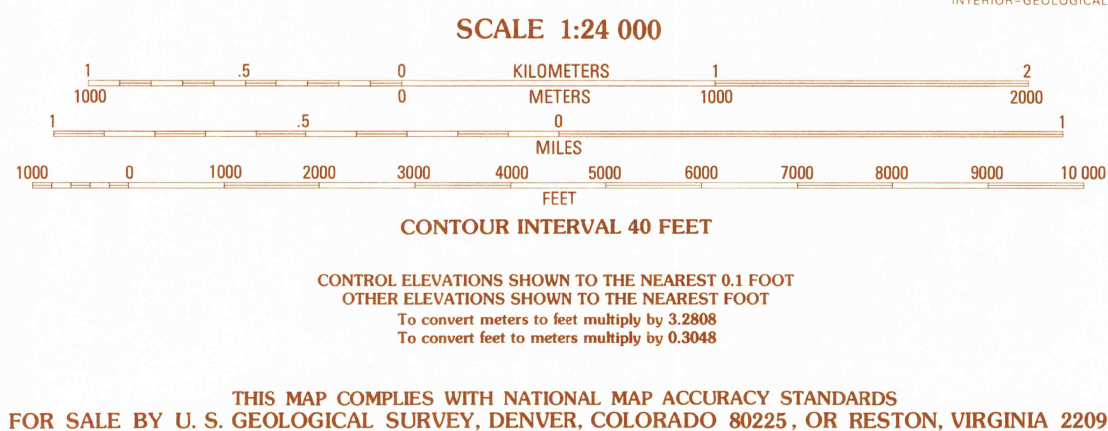 INTERIOR-GEOLOGICAL
SCALE 1:24 000
1 .5 0 KILOMETERS 1 2
1000 0 METERS 1000 2000
1 .5 0 1
MILES
1000 0 1000 2000 3000 4000 5000 6000 7000 8000 9000 10 000
FEET
CONTOUR INTERVAL 40 FEET
CONTROL ELEVATIONS SHOWN TO THE NEAREST 0.1 FOOT
OTHER ELEVATIONS SHOWN TO THE NEAREST FOOT
To convert meters to feet multiply by 3.2808
To convert feet to meters multiply by 0.3048
THIS MAP COMPLIES WITH NATIONAL MAP ACCURACY STANDARDS
FOR SALE BY U. S. GEOLOGICAL SURVEY, DENVER, COLORADO 80225, OR RESTON, VIRGINIA 2209